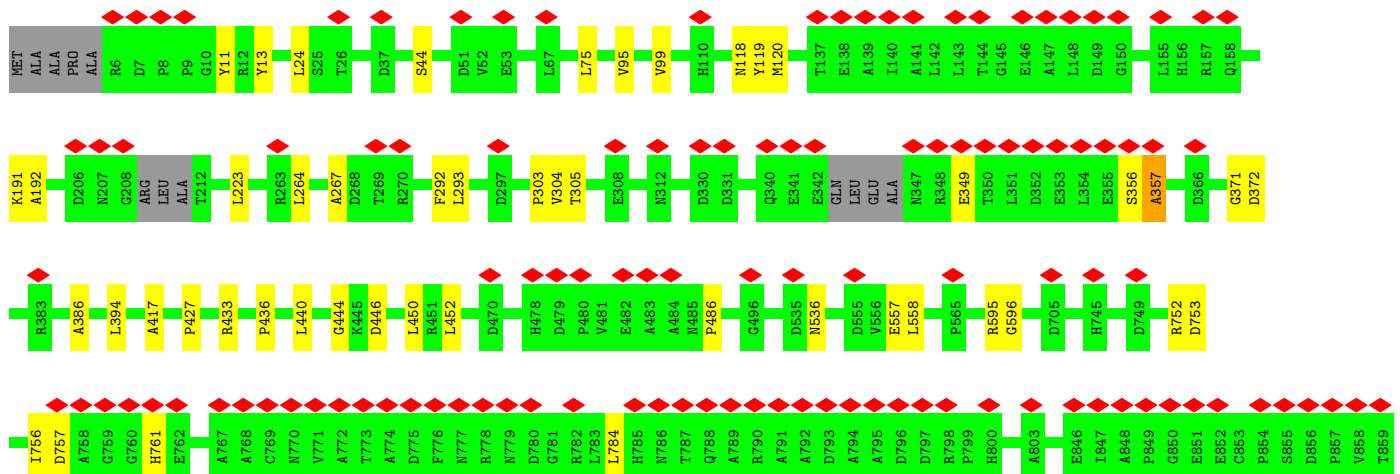 MET ALA ALA PRO ALA R6 D7 P8 P9 G10 Y11 R12 Y13 L24 S25 T26 D37 S44 D51 V52 E53 L67 L75 V95 V99 H110 N118 Y119 M120 T137 E138 A139 I140 A141 L142 L143 T144 G145 E146 A147 L148 D149 G150 L155 H156 R157 Q158
K191 A192 D206 N207 G208 ARG LEU ALA T212 L223 R263 L264 A267 D268 T269 R270 F292 L293 D297 P303 V304 T305 E308 N312 D330 D331 Q340 E341 E342 GLN LEU GLU ALA N347 R348 E349 T350 L351 D352 E353 L354 E355 S356 A357 D366 G371 D372
R383 A386 L394 A417 P427 R433 P436 L440 G444 K445 D446 L450 R451 L452 D470 H478 D479 P480 V481 E482 A483 A484 N485 P486 G496 D535 N536 D555 V556 E557 L558 P565 R595 G596 D705 H745 D749 R752 D753
I756 D757 A758 G759 G760 H761 E762 A767 A768 C769 N770 V771 A772 T773 A774 D775 F776 N777 R778 N779 D780 G781 R782 L783 L784 H785 N786 T787 Q788 A789 R790 A791 A792 D793 A794 A795 D796 D797 R798 P799 H800 A803 E846 I847 A848 P849 G850 E851 E852 C853 P854 S855 D856 P857 V858 T859